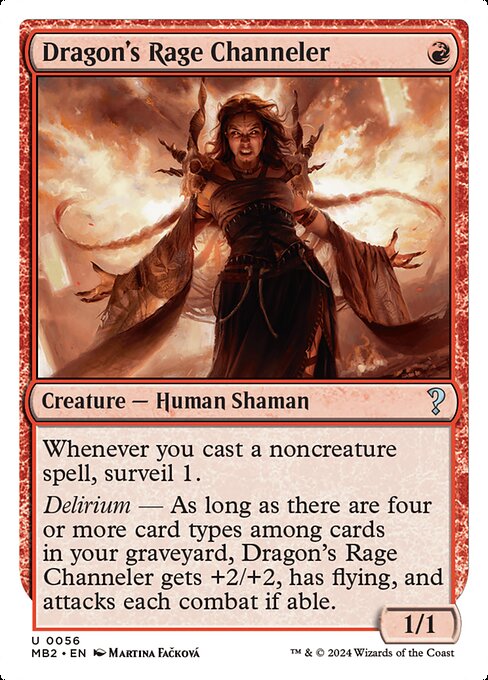 Dragon's Rage Channeler
Creature — Human Shaman
?
Whenever you cast a noncreature
spell, surveil 1.
Delirium — As long as there are four
or more card types among cards
in your graveyard, Dragon's Rage
Channeler gets +2/+2, has flying, and
attacks each combat if able.
1/1
U 0056
MB2 • EN Martina Fačková
™ & © 2024 Wizards of the Coast